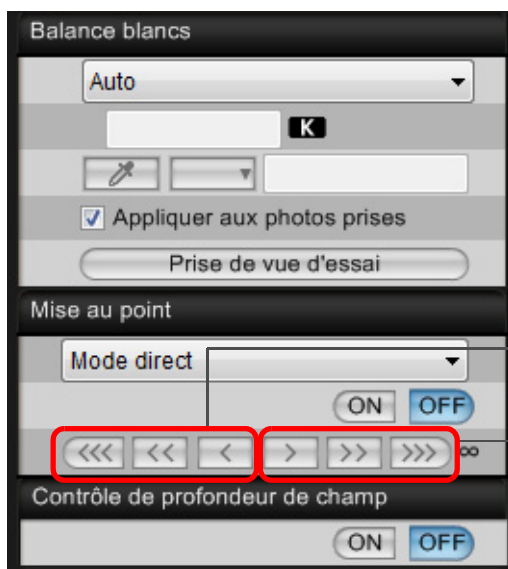 Balance blancs
Auto
K
Appliquer aux photos prises
Prise de vue d'essai
Mise au point
Mode direct
ON OFF
<<< << < > >> >>> ∞
Contrôle de profondeur de champ
ON OFF